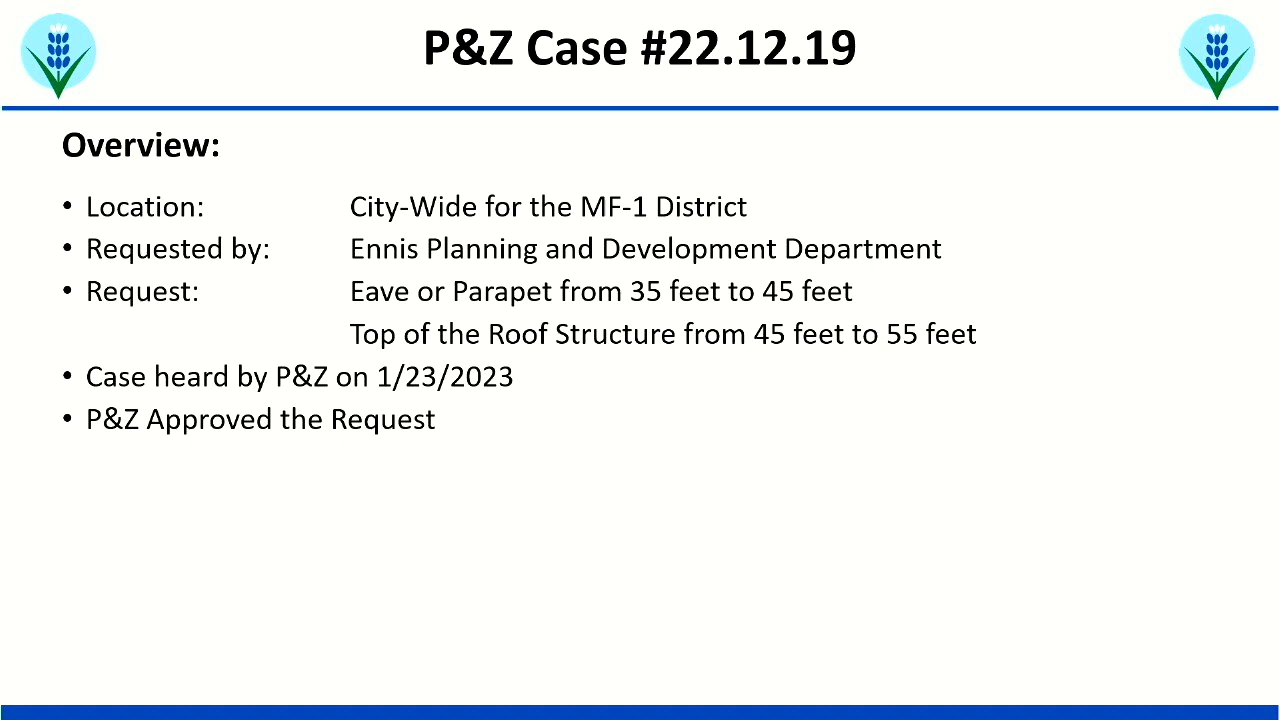 P&Z Case #22.12.19
Overview:
• Location: City-Wide for the MF-1 District
• Requested by: Ennis Planning and Development Department
• Request: Eave or Parapet from 35 feet to 45 feet
Top of the Roof Structure from 45 feet to 55 feet
• Case heard by P&Z on 1/23/2023
• P&Z Approved the Request